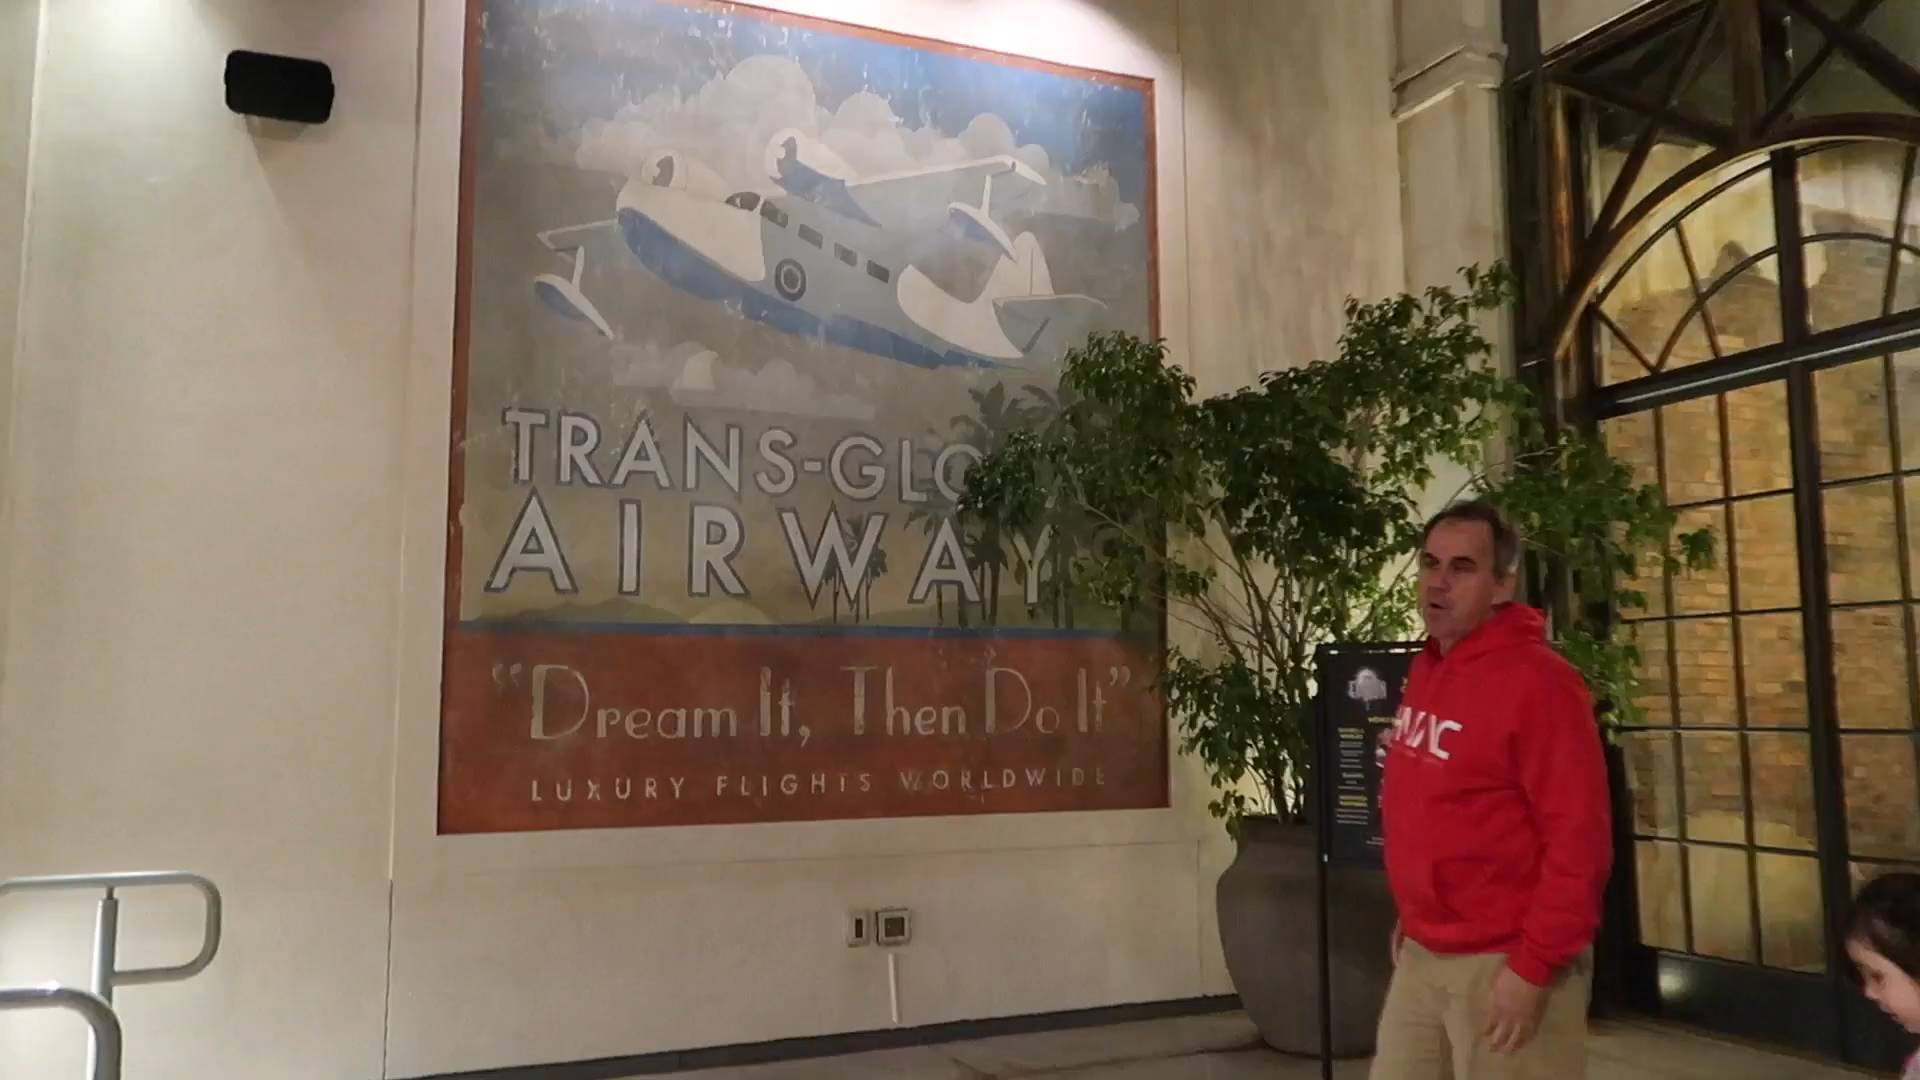 TRANS-GLO
AIRWAY
“Dream It, Then Do It”
LUXURY FLIGHTS WORLDWIDE